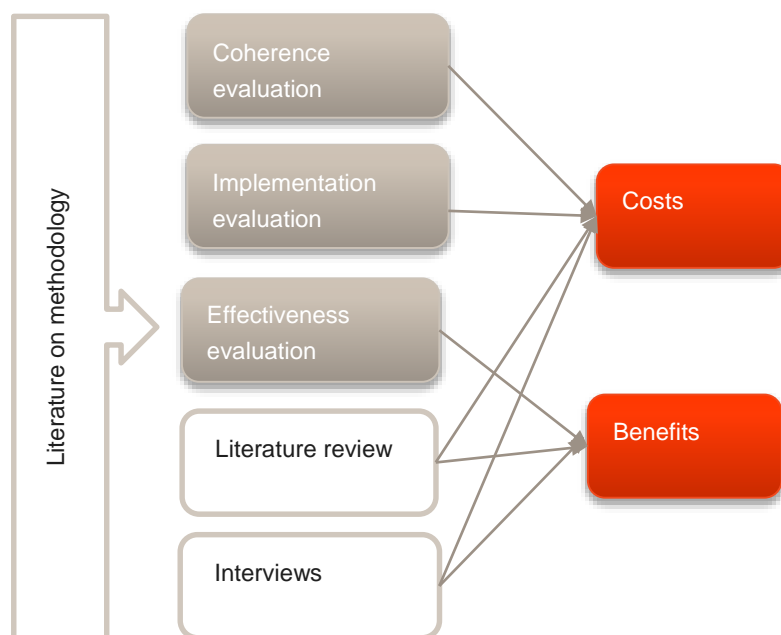 Literature on methodology
Coherence
evaluation
Implementation
evaluation
Effectiveness
evaluation
Literature review
Interviews
Costs
Benefits